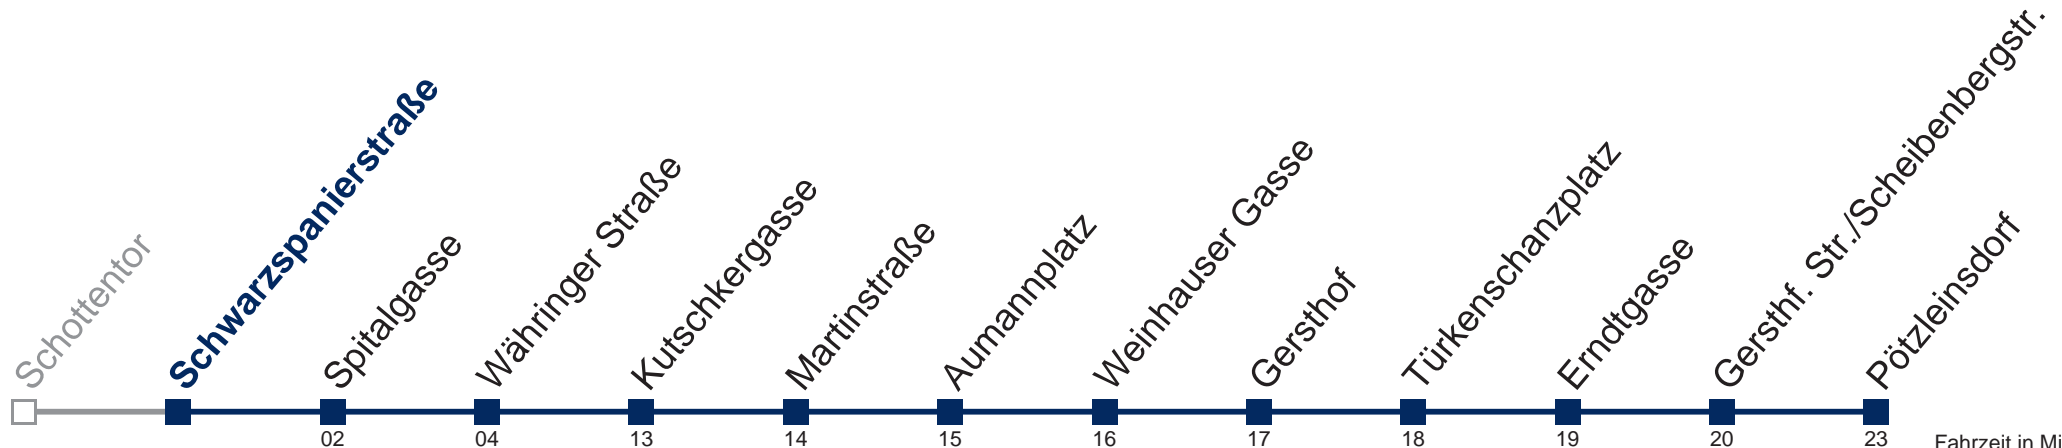 Schottentor
Schwarzspanierstraße
Spitalgasse
Währinger Straße
Kutschkergasse
Martinstraße
Aumannplatz
Weinhauser Gasse
Gersthof
Türkenschanzplatz
Erndtgasse
Gersthf. Str./Scheibenbergstr.
Pötzleinsdorf
02 04 13 14 15 16 17 18 19 20 23 Fahrzeit in Mi